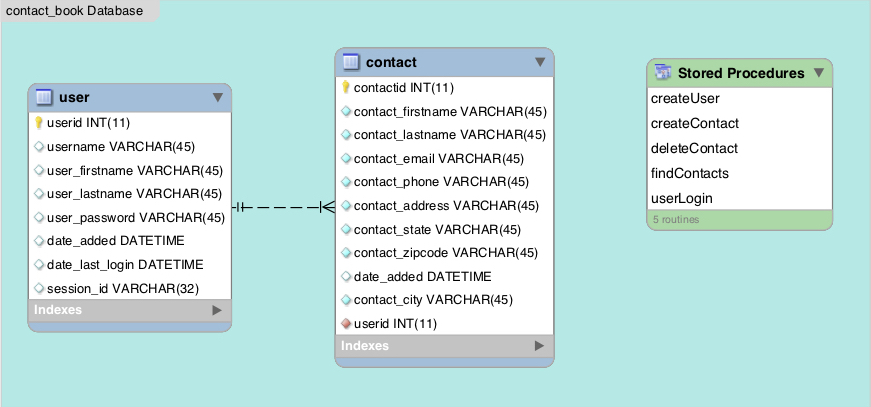 contact_book Database
user
userid INT(11)
username VARCHAR(45)
user_firstname VARCHAR(45)
user_lastname VARCHAR(45)
user_password VARCHAR(45)
date_added DATETIME
date_last_login DATETIME
session_id VARCHAR(32)
Indexes
contact
contactid INT(11)
contact_firstname VARCHAR(45)
contact_lastname VARCHAR(45)
contact_email VARCHAR(45)
contact_phone VARCHAR(45)
contact_address VARCHAR(45)
contact_state VARCHAR(45)
contact_zipcode VARCHAR(45)
date_added DATETIME
contact_city VARCHAR(45)
userid INT(11)
Indexes
Stored Procedures
createUser
createContact
deleteContact
findContacts
userLogin
5 routines